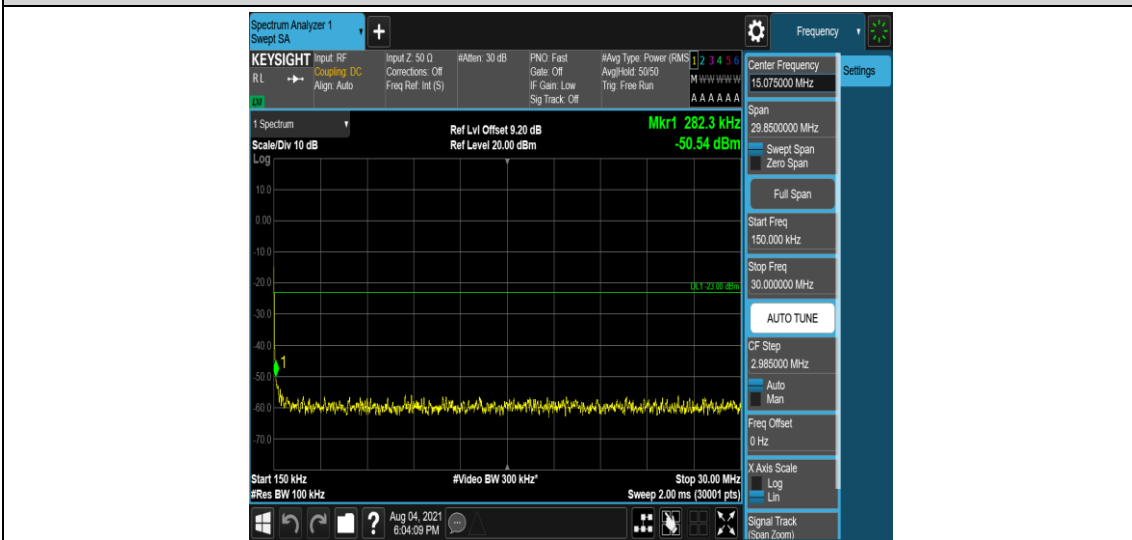 Spectrum Analyzer 1
Swept SA
Frequency
KEYSIGHT
RL
LXI
Input: RF
Coupling: DC
Align: Auto
Input Z: 50 Ω
Corrections: Off
Freq Ref: Int (S)
#Atten: 30 dB
PNO: Fast
Gate: Off
IF Gain: Low
Sig Track: Off
#Avg Type: Power (RMS
Avg|Hold: 50/50
Trig: Free Run
1 2 3 4 5 6
M W W W W W
A A A A A A
1 Spectrum
Scale/Div 10 dB
Log
Ref Lvl Offset 9.20 dB
Ref Level 20.00 dBm
Mkr1 282.3 kHz
-50.54 dBm
10.0
0.00
-10.0
-20.0
DL1 -23.00 dBm
-30.0
-40.0
1
-50.0
-60.0
-70.0
Start 150 kHz
#Video BW 300 kHz*
Stop 30.00 MHz
#Res BW 100 kHz
Sweep 2.00 ms (30001 pts)
?
Aug 04, 2021
6:04:09 PM
Center Frequency
15.075000 MHz
Settings
Span
29.8500000 MHz
Swept Span
Zero Span
Full Span
Start Freq
150.000 kHz
Stop Freq
30.000000 MHz
AUTO TUNE
CF Step
2.985000 MHz
Auto
Man
Freq Offset
0 Hz
X Axis Scale
Log
Lin
Signal Track
(Span Zoom)